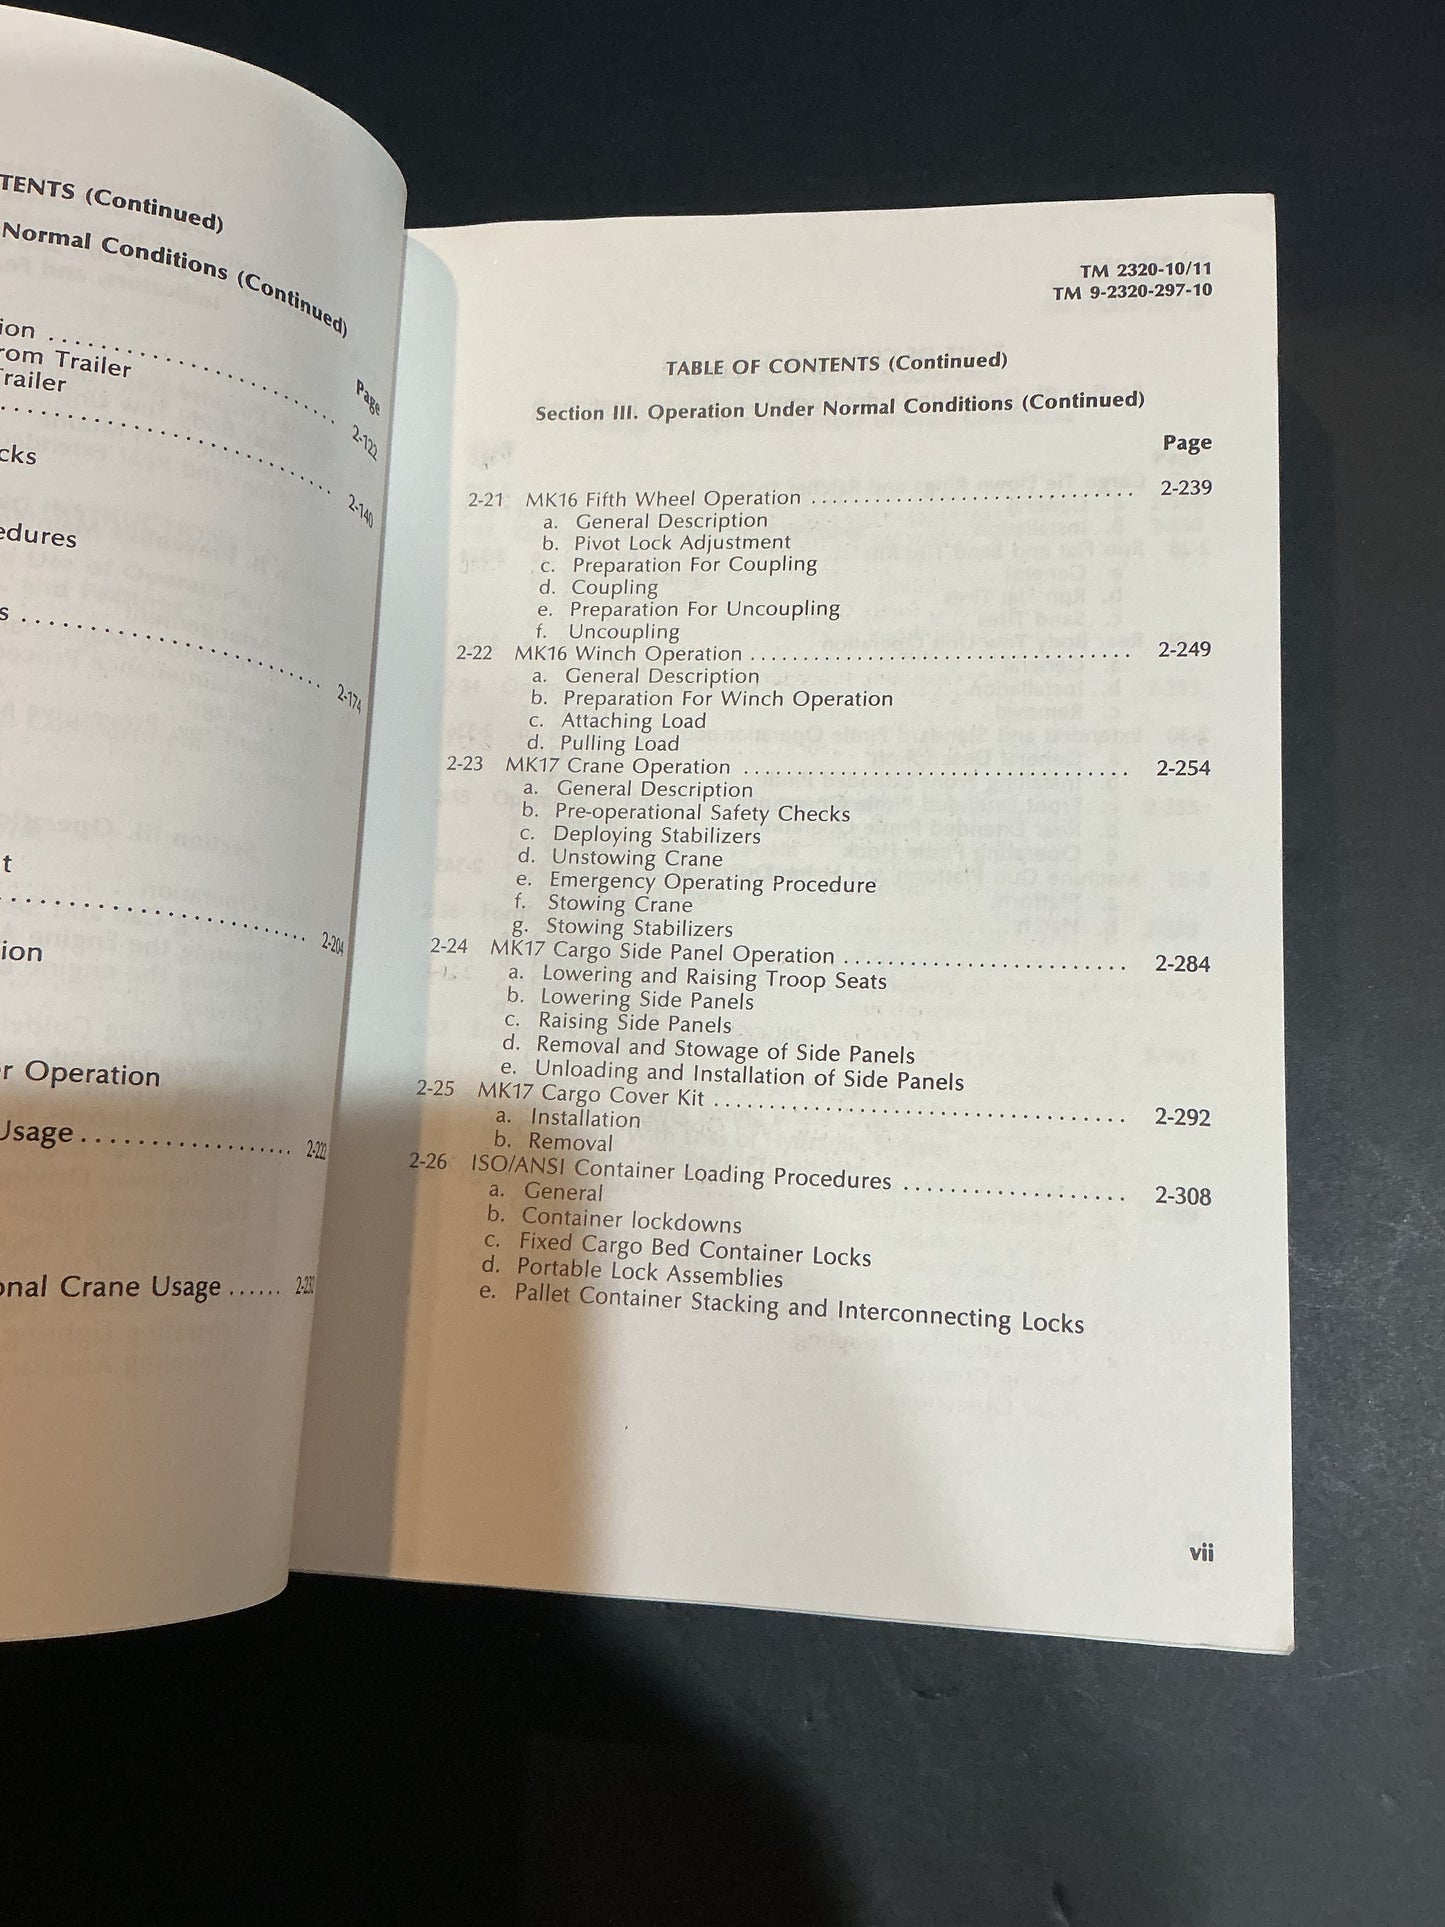 TENTS (Continued)
Normal Conditions (Continued)
Page
ion .......... 2-122
rom Trailer
railer
.......... 2-140
cks
edures
s .......... 2-174
t
.......... 2-204
ion
r Operation
Usage .......... 2-222
onal Crane Usage ...... 2-232
TM 2320-10/11
TM 9-2320-297-10
TABLE OF CONTENTS (Continued)
Section III. Operation Under Normal Conditions (Continued)
Page
2-21 MK16 Fifth Wheel Operation .......... 2-239
a. General Description
b. Pivot Lock Adjustment
c. Preparation For Coupling
d. Coupling
e. Preparation For Uncoupling
f. Uncoupling
2-22 MK16 Winch Operation .......... 2-249
a. General Description
b. Preparation For Winch Operation
c. Attaching Load
d. Pulling Load
2-23 MK17 Crane Operation .......... 2-254
a. General Description
b. Pre-operational Safety Checks
c. Deploying Stabilizers
d. Unstowing Crane
e. Emergency Operating Procedure
f. Stowing Crane
g. Stowing Stabilizers
2-24 MK17 Cargo Side Panel Operation .......... 2-284
a. Lowering and Raising Troop Seats
b. Lowering Side Panels
c. Raising Side Panels
d. Removal and Stowage of Side Panels
e. Unloading and Installation of Side Panels
2-25 MK17 Cargo Cover Kit .......... 2-292
a. Installation
b. Removal
2-26 ISO/ANSI Container Loading Procedures .......... 2-308
a. General
b. Container lockdowns
c. Fixed Cargo Bed Container Locks
d. Portable Lock Assemblies
e. Pallet Container Stacking and Interconnecting Locks
vii